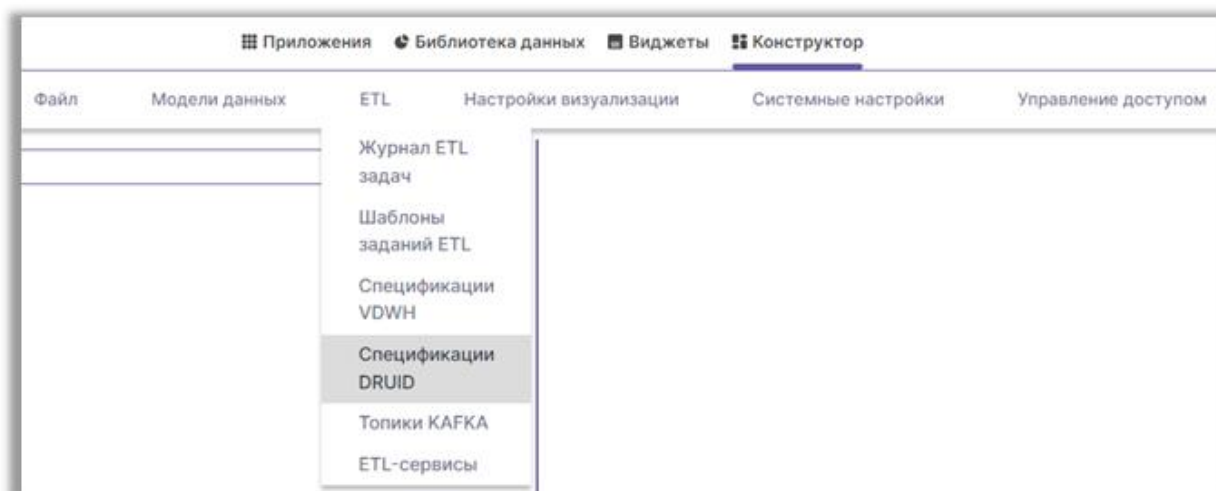 Приложения Библиотека данных Виджеты Конструктор
Файл Модели данных ETL Настройки визуализации Системные настройки Управление доступом
Журнал ETL
задач
Шаблоны
заданий ETL
Спецификации
VDWH
Спецификации
DRUID
Топики KAFKA
ETL-сервисы